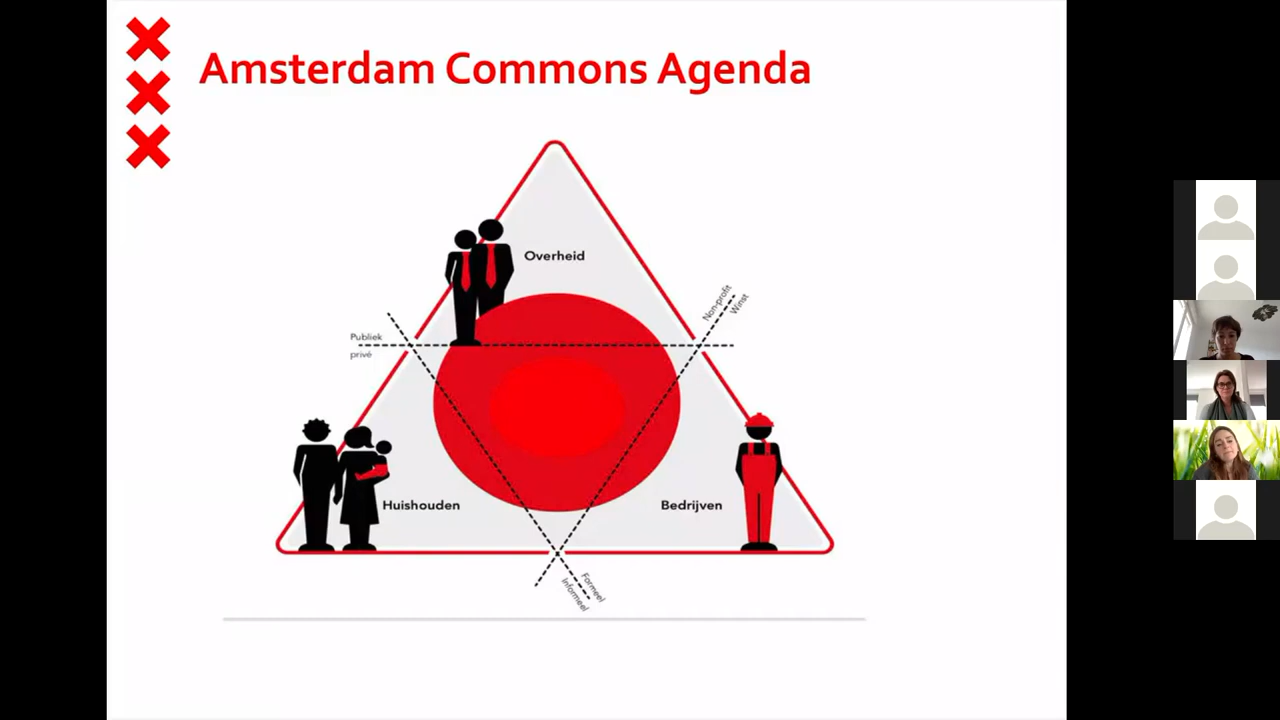 Amsterdam Commons Agenda
Overheid
Non-profit
Winst
Publiek
privé
Huishouden
Bedrijven
Formeel
Informeel